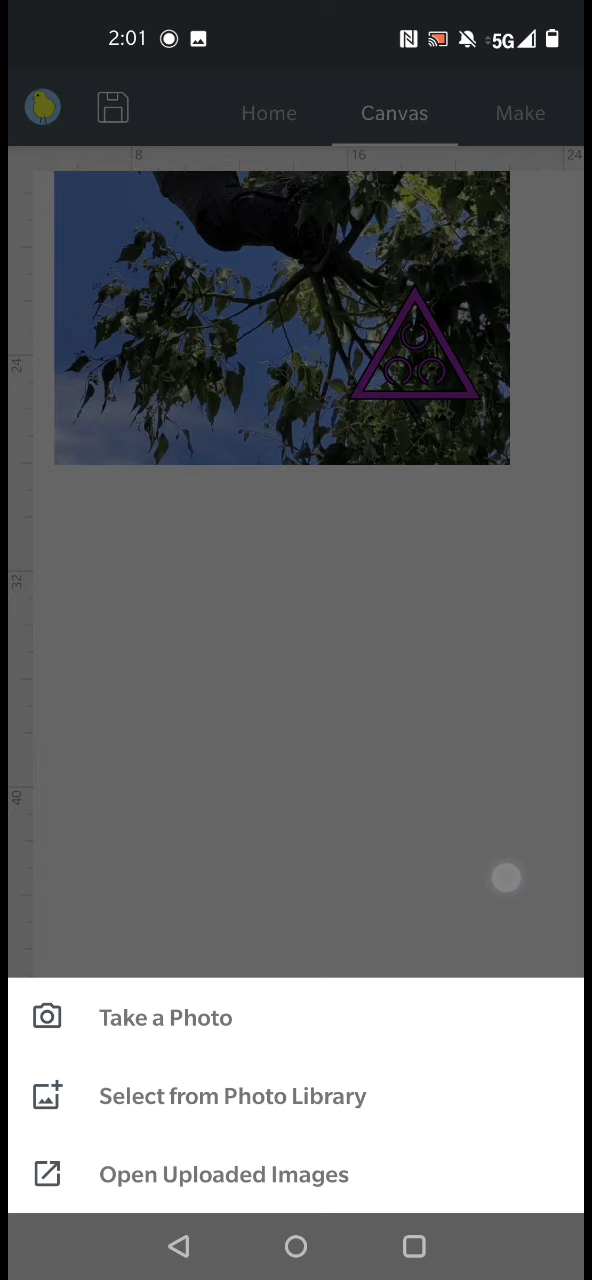 2:01 5G
Home Canvas Make
8 16 24
24
32
40
Take a Photo
Select from Photo Library
Open Uploaded Images